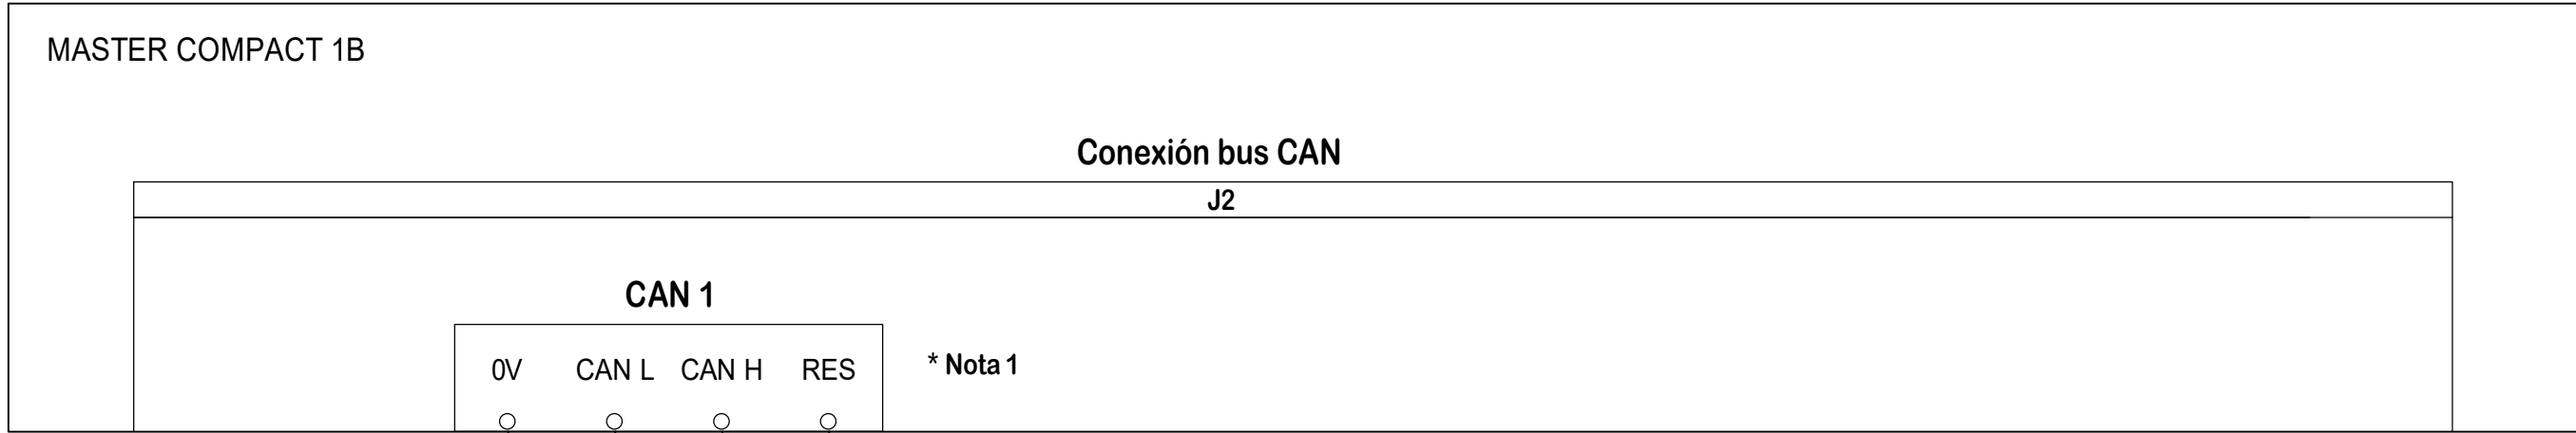 MASTER COMPACT 1B
Conexión bus CAN
J2
CAN 1
0V CAN L CAN H RES
* Nota 1